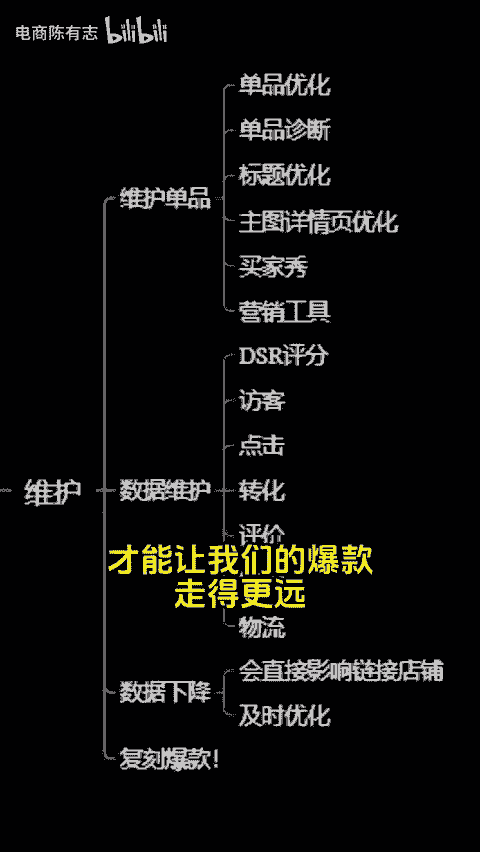 电商陈有志 bilibili
单品优化
单品诊断
标题优化
维护单品
主图详情页优化
买家秀
营销工具
DSR评分
访客
点击
维护
数据维护
转化
评价
才能让我们的爆款
走得更远
物流
会直接影响链接店铺
数据下降
及时优化
复刻爆款!